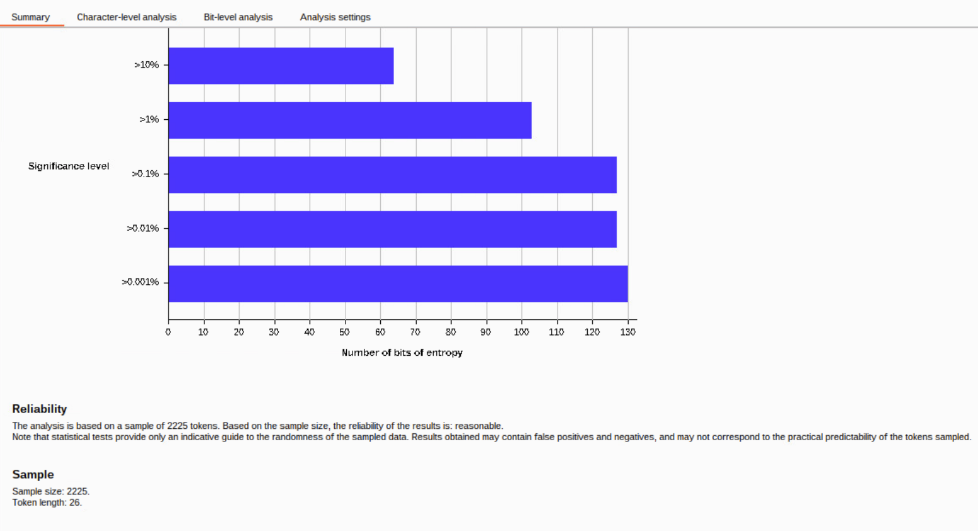 Summary Character-level analysis Bit-level analysis Analysis settings
>10%
>1%
Significance level
>0.1%
>0.01%
>0.001%
0 10 20 30 40 50 60 70 80 90 100 110 120 130
Number of bits of entropy
Reliability
The analysis is based on a sample of 2225 tokens. Based on the sample size, the reliability of the results is: reasonable.
Note that statistical tests provide only an indicative guide to the randomness of the sampled data. Results obtained may contain false positives and negatives, and may not correspond to the practical predictability of the tokens sampled.
Sample
Sample size: 2225.
Token length: 26.